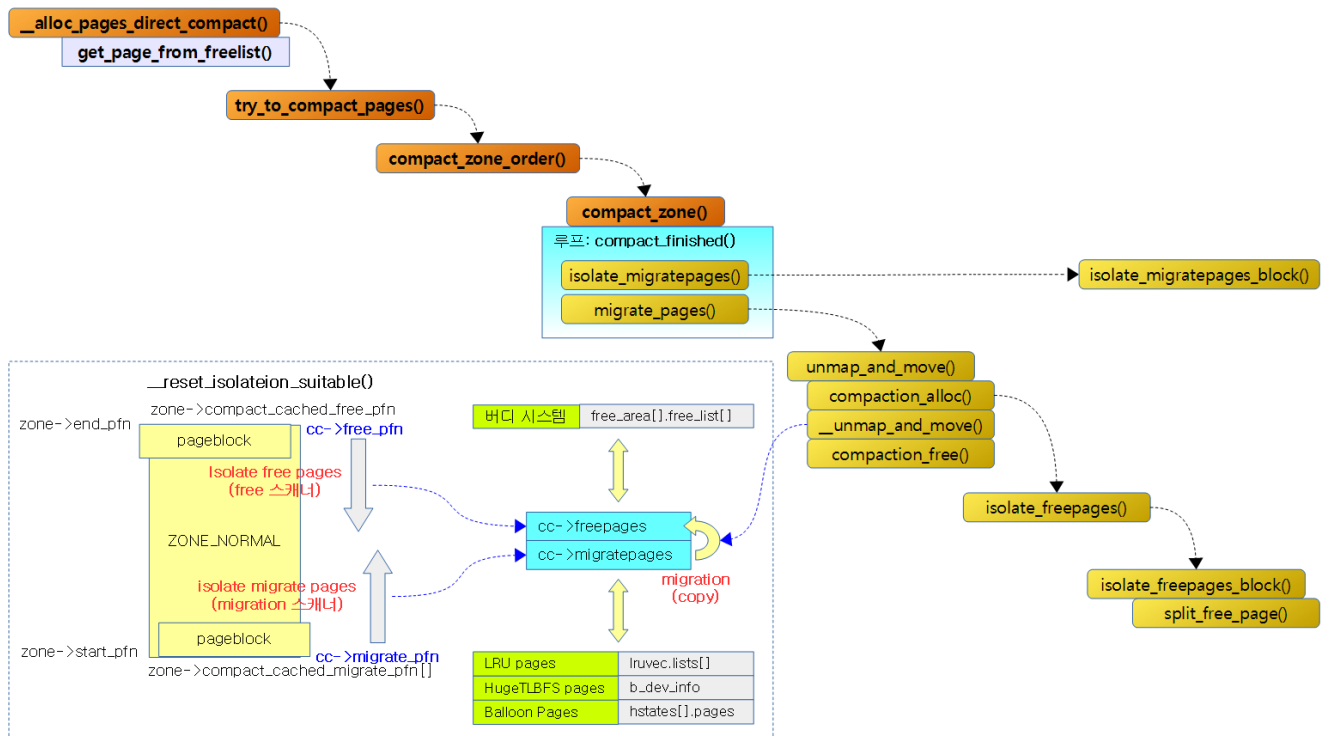 __alloc_pages_direct_compact()
get_page_from_freelist()
try_to_compact_pages()
compact_zone_order()
compact_zone()
루프: compact_finished()
isolate_migratepages()
migrate_pages()
isolate_migratepages_block()
unmap_and_move()
compaction_alloc()
__unmap_and_move()
compaction_free()
isolate_freepages()
isolate_freepages_block()
split_free_page()
__reset_isolateion_suitable()
zone->compact_cached_free_pfn
zone->end_pfn
cc->free_pfn
pageblock
Isolate free pages
(free 스캐너)
ZONE_NORMAL
isolate migrate pages
(migration 스캐너)
pageblock
zone->start_pfn
cc->migrate_pfn
zone->compact_cached_migrate_pfn[]
버디 시스템 free_area[].free_list[]
cc->freepages
cc->migratepages
migration
(copy)
LRU pages lruvec.lists[]
HugeTLBFS pages b_dev_info
Balloon Pages hstates[].pages